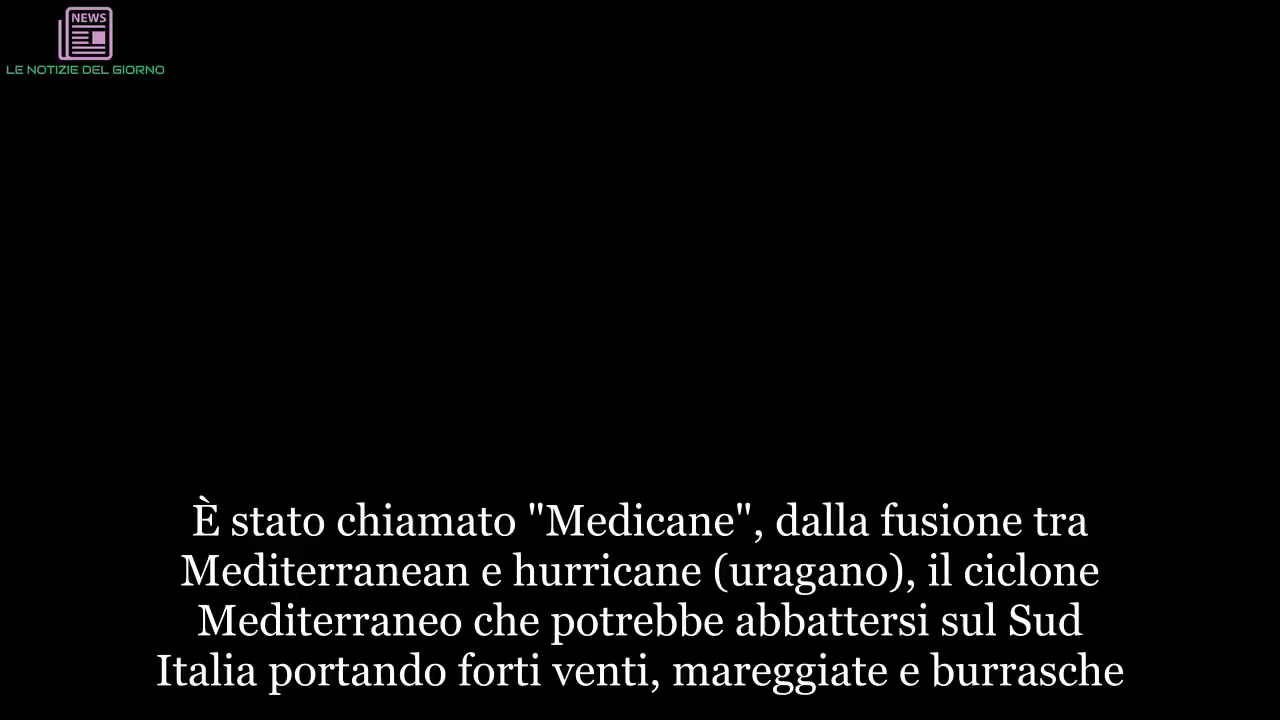 NEWS
LE NOTIZIE DEL GIORNO
È stato chiamato "Medicane", dalla fusione tra
Mediterranean e hurricane (uragano), il ciclone
Mediterraneo che potrebbe abbattersi sul Sud
Italia portando forti venti, mareggiate e burrasche